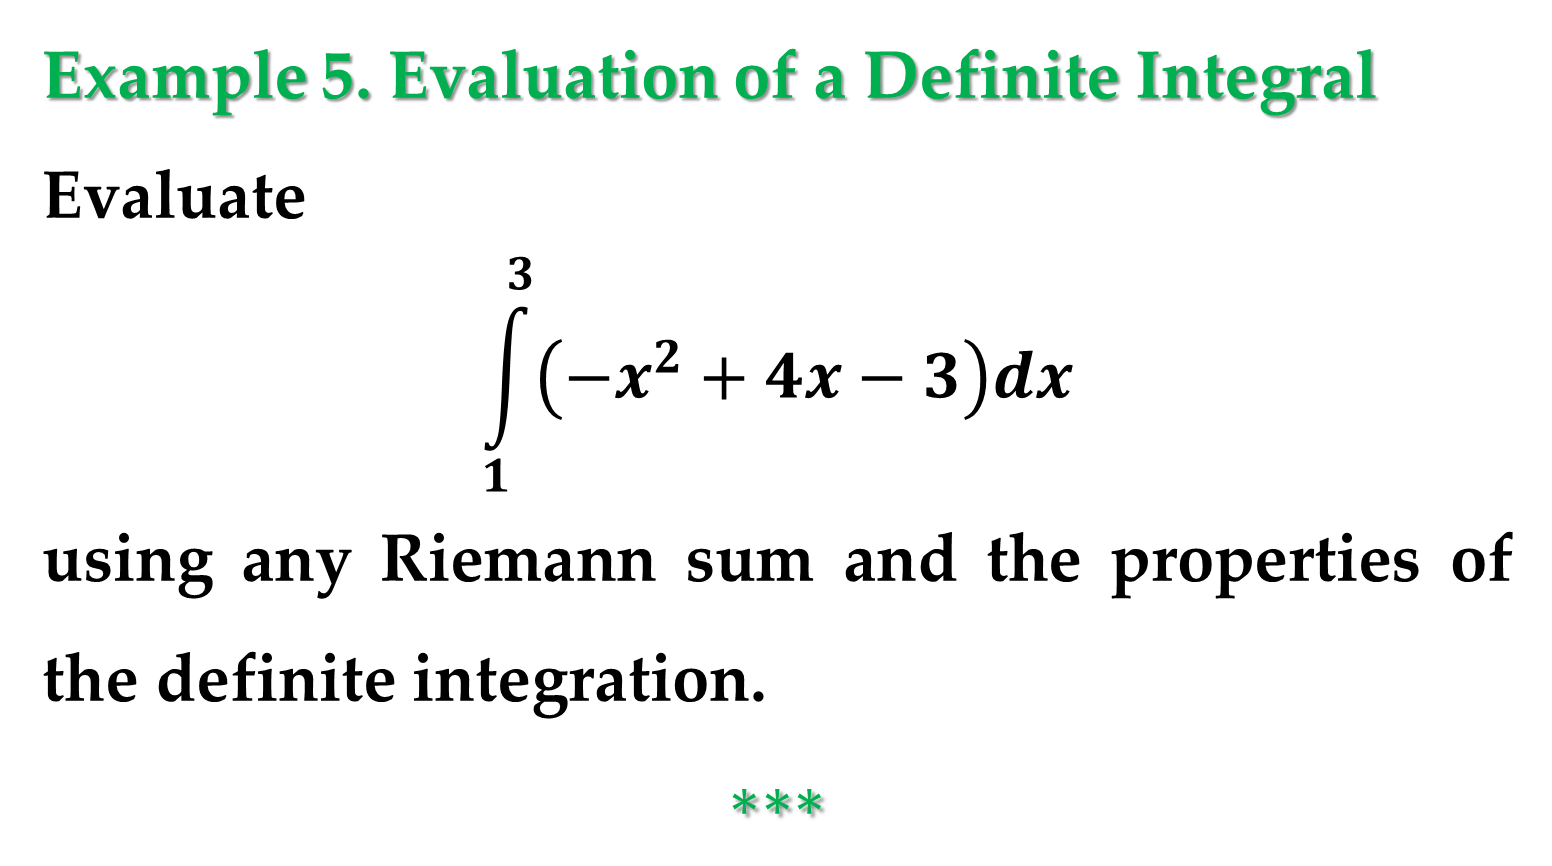 Example 5. Evaluation of a Definite Integral
Evaluate
3
∫(−x² + 4x − 3)dx
1
using any Riemann sum and the properties of
the definite integration.
***